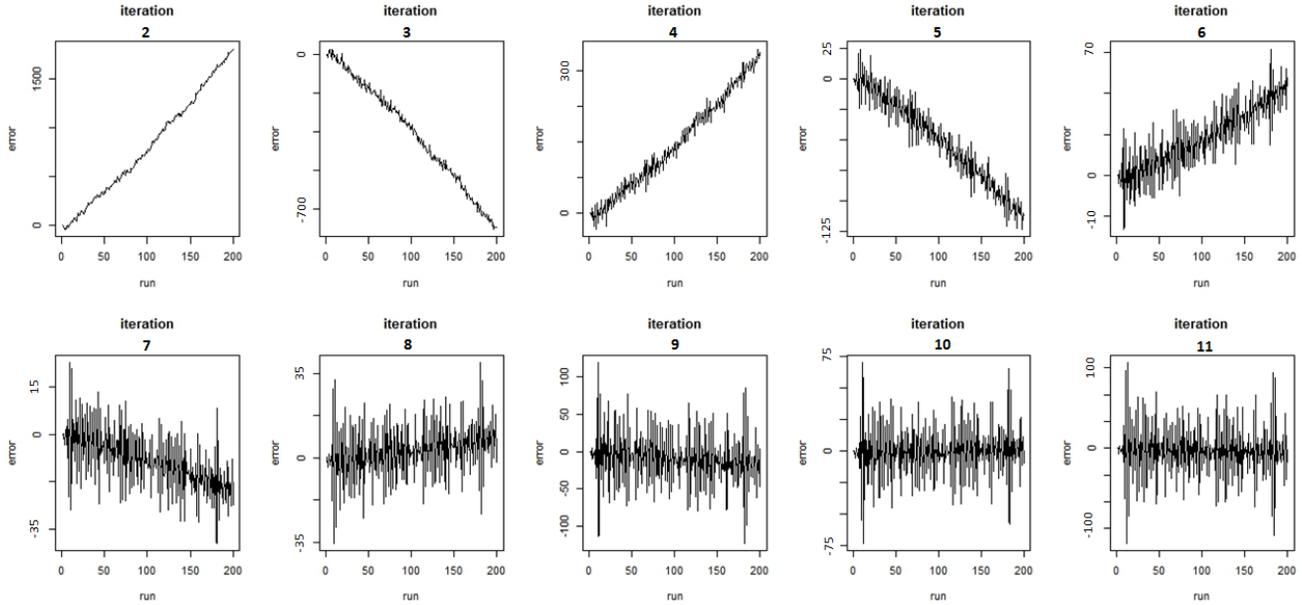 iteration iteration iteration iteration iteration
2 3 4 5 6
error 1500 0
0 50 100 150 200
run
error 0 -700
0 50 100 150 200
run
error 300 0
0 50 100 150 200
run
error 25 0 -125
0 50 100 150 200
run
error 70 0 -10
0 50 100 150 200
run
iteration iteration iteration iteration iteration
7 8 9 10 11
error 15 0 -35
0 50 100 150 200
run
error 35 0 -35
0 50 100 150 200
run
error 100 50 0 -50 -100
0 50 100 150 200
run
error 75 0 -75
0 50 100 150 200
run
error 100 0 -100
0 50 100 150 200
run